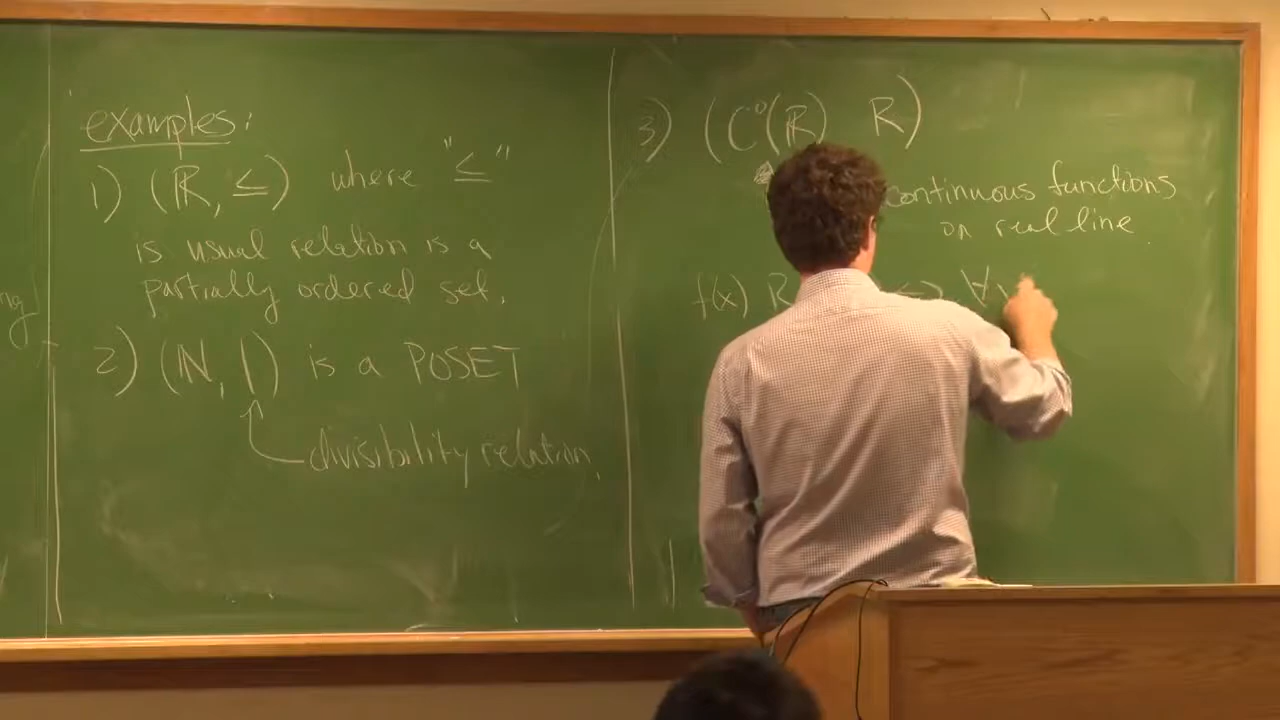 ng
examples:
1) (ℝ, ≤) where "≤"
is usual relation is a
partially ordered set.
2) (ℕ, |) is a POSET
divisibility relation.
3) (C⁰(ℝ) R)
continuous functions
on real line.
f(x) R <=> ∀